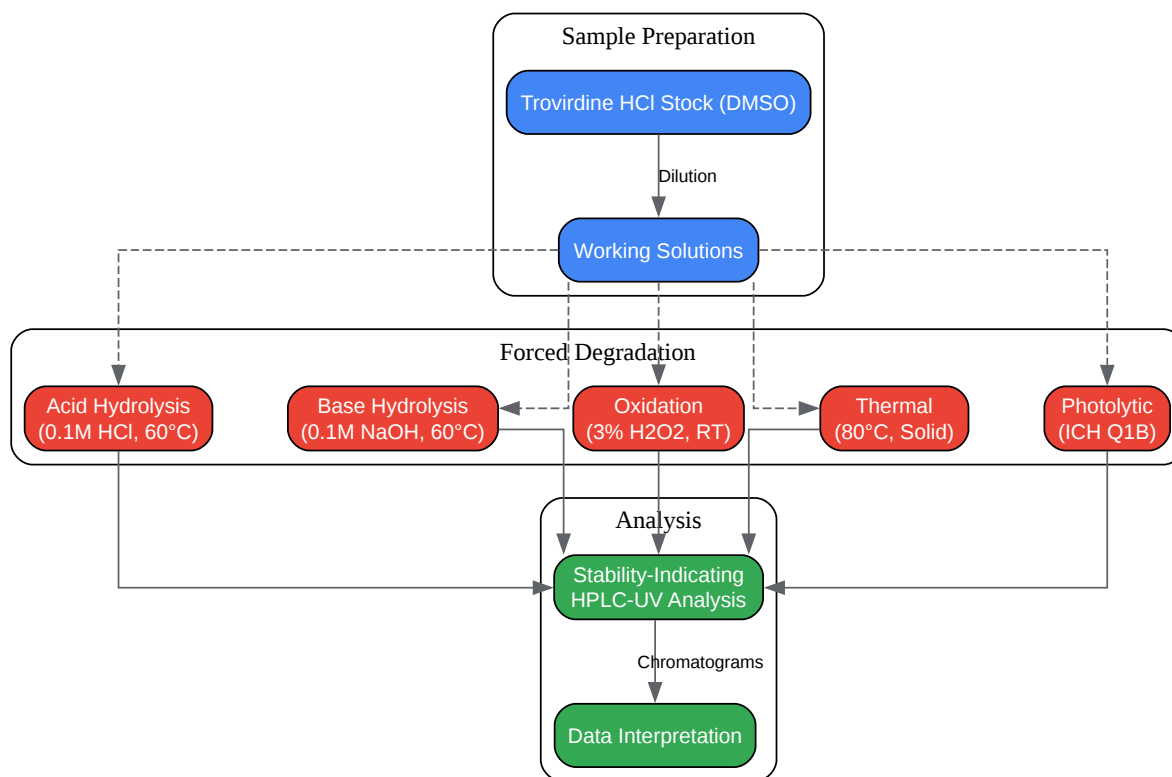 Sample Preparation
Trovirdine HCl Stock (DMSO)
Dilution
Working Solutions
Forced Degradation
Acid Hydrolysis
(0.1M HCl, 60°C)
Base Hydrolysis
(0.1M NaOH, 60°C)
Oxidation
(3% H2O2, RT)
Thermal
(80°C, Solid)
Photolytic
(ICH Q1B)
Analysis
Stability-Indicating
HPLC-UV Analysis
Chromatograms
Data Interpretation